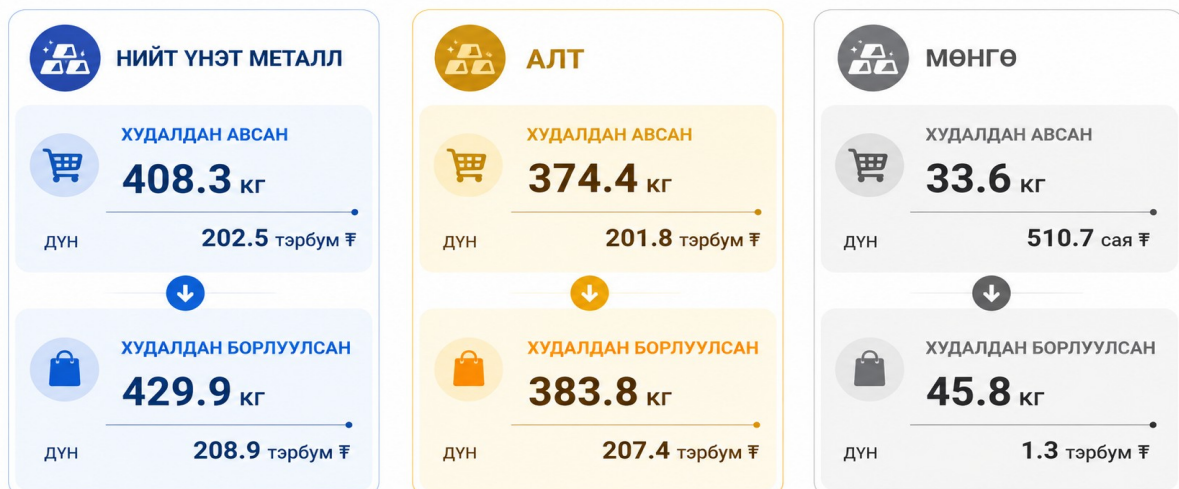 НИЙТ ҮНЭТ МЕТАЛЛ
ХУДАЛДАН АВСАН
408.3 кг
ДҮН 202.5 тэрбум ₮
ХУДАЛДАН БОРЛУУЛСАН
429.9 кг
ДҮН 208.9 тэрбум ₮
АЛТ
ХУДАЛДАН АВСАН
374.4 кг
ДҮН 201.8 тэрбум ₮
ХУДАЛДАН БОРЛУУЛСАН
383.8 кг
ДҮН 207.4 тэрбум ₮
МӨНГӨ
ХУДАЛДАН АВСАН
33.6 кг
ДҮН 510.7 сая ₮
ХУДАЛДАН БОРЛУУЛСАН
45.8 кг
ДҮН 1.3 тэрбум ₮